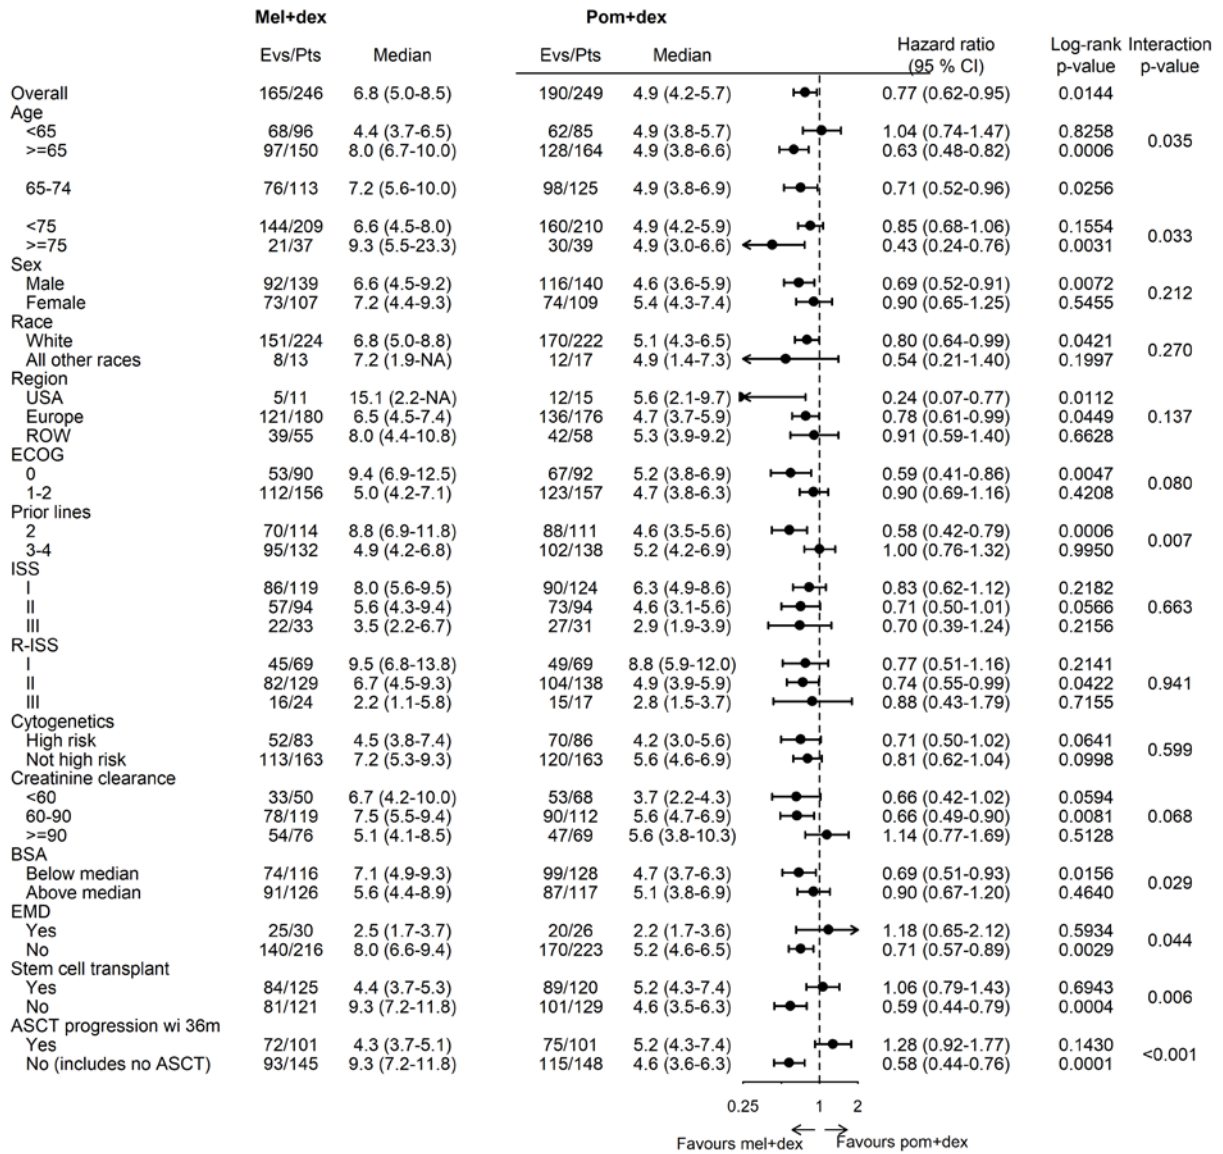 Mel+dex Pom+dex
Evs/Pts Median Evs/Pts Median Hazard ratio (95 % CI) Log-rank p-value Interaction p-value
Overall 165/246 6.8 (5.0-8.5) 190/249 4.9 (4.2-5.7) 0.77 (0.62-0.95) 0.0144
Age
<65 68/96 4.4 (3.7-6.5) 62/85 4.9 (3.8-5.7) 1.04 (0.74-1.47) 0.8258
0.035
>=65 97/150 8.0 (6.7-10.0) 128/164 4.9 (3.8-6.6) 0.63 (0.48-0.82) 0.0006
65-74 76/113 7.2 (5.6-10.0) 98/125 4.9 (3.8-6.9) 0.71 (0.52-0.96) 0.0256
<75 144/209 6.6 (4.5-8.0) 160/210 4.9 (4.2-5.9) 0.85 (0.68-1.06) 0.1554
0.033
>=75 21/37 9.3 (5.5-23.3) 30/39 4.9 (3.0-6.6) 0.43 (0.24-0.76) 0.0031
Sex
Male 92/139 6.6 (4.5-9.2) 116/140 4.6 (3.6-5.9) 0.69 (0.52-0.91) 0.0072
0.212
Female 73/107 7.2 (4.4-9.3) 74/109 5.4 (4.3-7.4) 0.90 (0.65-1.25) 0.5455
Race
White 151/224 6.8 (5.0-8.8) 170/222 5.1 (4.3-6.5) 0.80 (0.64-0.99) 0.0421
0.270
All other races 8/13 7.2 (1.9-NA) 12/17 4.9 (1.4-7.3) 0.54 (0.21-1.40) 0.1997
Region
USA 5/11 15.1 (2.2-NA) 12/15 5.6 (2.1-9.7) 0.24 (0.07-0.77) 0.0112
Europe 121/180 6.5 (4.5-7.4) 136/176 4.7 (3.7-5.9) 0.78 (0.61-0.99) 0.0449 0.137
ROW 39/55 8.0 (4.4-10.8) 42/58 5.3 (3.9-9.2) 0.91 (0.59-1.40) 0.6628
ECOG
0 53/90 9.4 (6.9-12.5) 67/92 5.2 (3.8-6.9) 0.59 (0.41-0.86) 0.0047
0.080
1-2 112/156 5.0 (4.2-7.1) 123/157 4.7 (3.8-6.3) 0.90 (0.69-1.16) 0.4208
Prior lines
2 70/114 8.8 (6.9-11.8) 88/111 4.6 (3.5-5.6) 0.58 (0.42-0.79) 0.0006
0.007
3-4 95/132 4.9 (4.2-6.8) 102/138 5.2 (4.2-6.9) 1.00 (0.76-1.32) 0.9950
ISS
I 86/119 8.0 (5.6-9.5) 90/124 6.3 (4.9-8.6) 0.83 (0.62-1.12) 0.2182
II 57/94 5.6 (4.3-9.4) 73/94 4.6 (3.1-5.6) 0.71 (0.50-1.01) 0.0566 0.663
III 22/33 3.5 (2.2-6.7) 27/31 2.9 (1.9-3.9) 0.70 (0.39-1.24) 0.2156
R-ISS
I 45/69 9.5 (6.8-13.8) 49/69 8.8 (5.9-12.0) 0.77 (0.51-1.16) 0.2141
II 82/129 6.7 (4.5-9.3) 104/138 4.9 (3.9-5.9) 0.74 (0.55-0.99) 0.0422 0.941
III 16/24 2.2 (1.1-5.8) 15/17 2.8 (1.5-3.7) 0.88 (0.43-1.79) 0.7155
Cytogenetics
High risk 52/83 4.5 (3.8-7.4) 70/86 4.2 (3.0-5.6) 0.71 (0.50-1.02) 0.0641
0.599
Not high risk 113/163 7.2 (5.3-9.3) 120/163 5.6 (4.6-6.9) 0.81 (0.62-1.04) 0.0998
Creatinine clearance
<60 33/50 6.7 (4.2-10.0) 53/68 3.7 (2.2-4.3) 0.66 (0.42-1.02) 0.0594
60-90 78/119 7.5 (5.5-9.4) 90/112 5.6 (4.7-6.9) 0.66 (0.49-0.90) 0.0081 0.068
>=90 54/76 5.1 (4.1-8.5) 47/69 5.6 (3.8-10.3) 1.14 (0.77-1.69) 0.5128
BSA
Below median 74/116 7.1 (4.9-9.3) 99/128 4.7 (3.7-6.3) 0.69 (0.51-0.93) 0.0156
0.029
Above median 91/126 5.6 (4.4-8.9) 87/117 5.1 (3.8-6.9) 0.90 (0.67-1.20) 0.4640
EMD
Yes 25/30 2.5 (1.7-3.7) 20/26 2.2 (1.7-3.6) 1.18 (0.65-2.12) 0.5934
0.044
No 140/216 8.0 (6.6-9.4) 170/223 5.2 (4.6-6.5) 0.71 (0.57-0.89) 0.0029
Stem cell transplant
Yes 84/125 4.4 (3.7-5.3) 89/120 5.2 (4.3-7.4) 1.06 (0.79-1.43) 0.6943
0.006
No 81/121 9.3 (7.2-11.8) 101/129 4.6 (3.5-6.3) 0.59 (0.44-0.79) 0.0004
ASCT progression wi 36m
Yes 72/101 4.3 (3.7-5.1) 75/101 5.2 (4.3-7.4) 1.28 (0.92-1.77) 0.1430
<0.001
No (includes no ASCT) 93/145 9.3 (7.2-11.8) 115/148 4.6 (3.6-6.3) 0.58 (0.44-0.76) 0.0001
0.25 1 2
Favours mel+dex Favours pom+dex